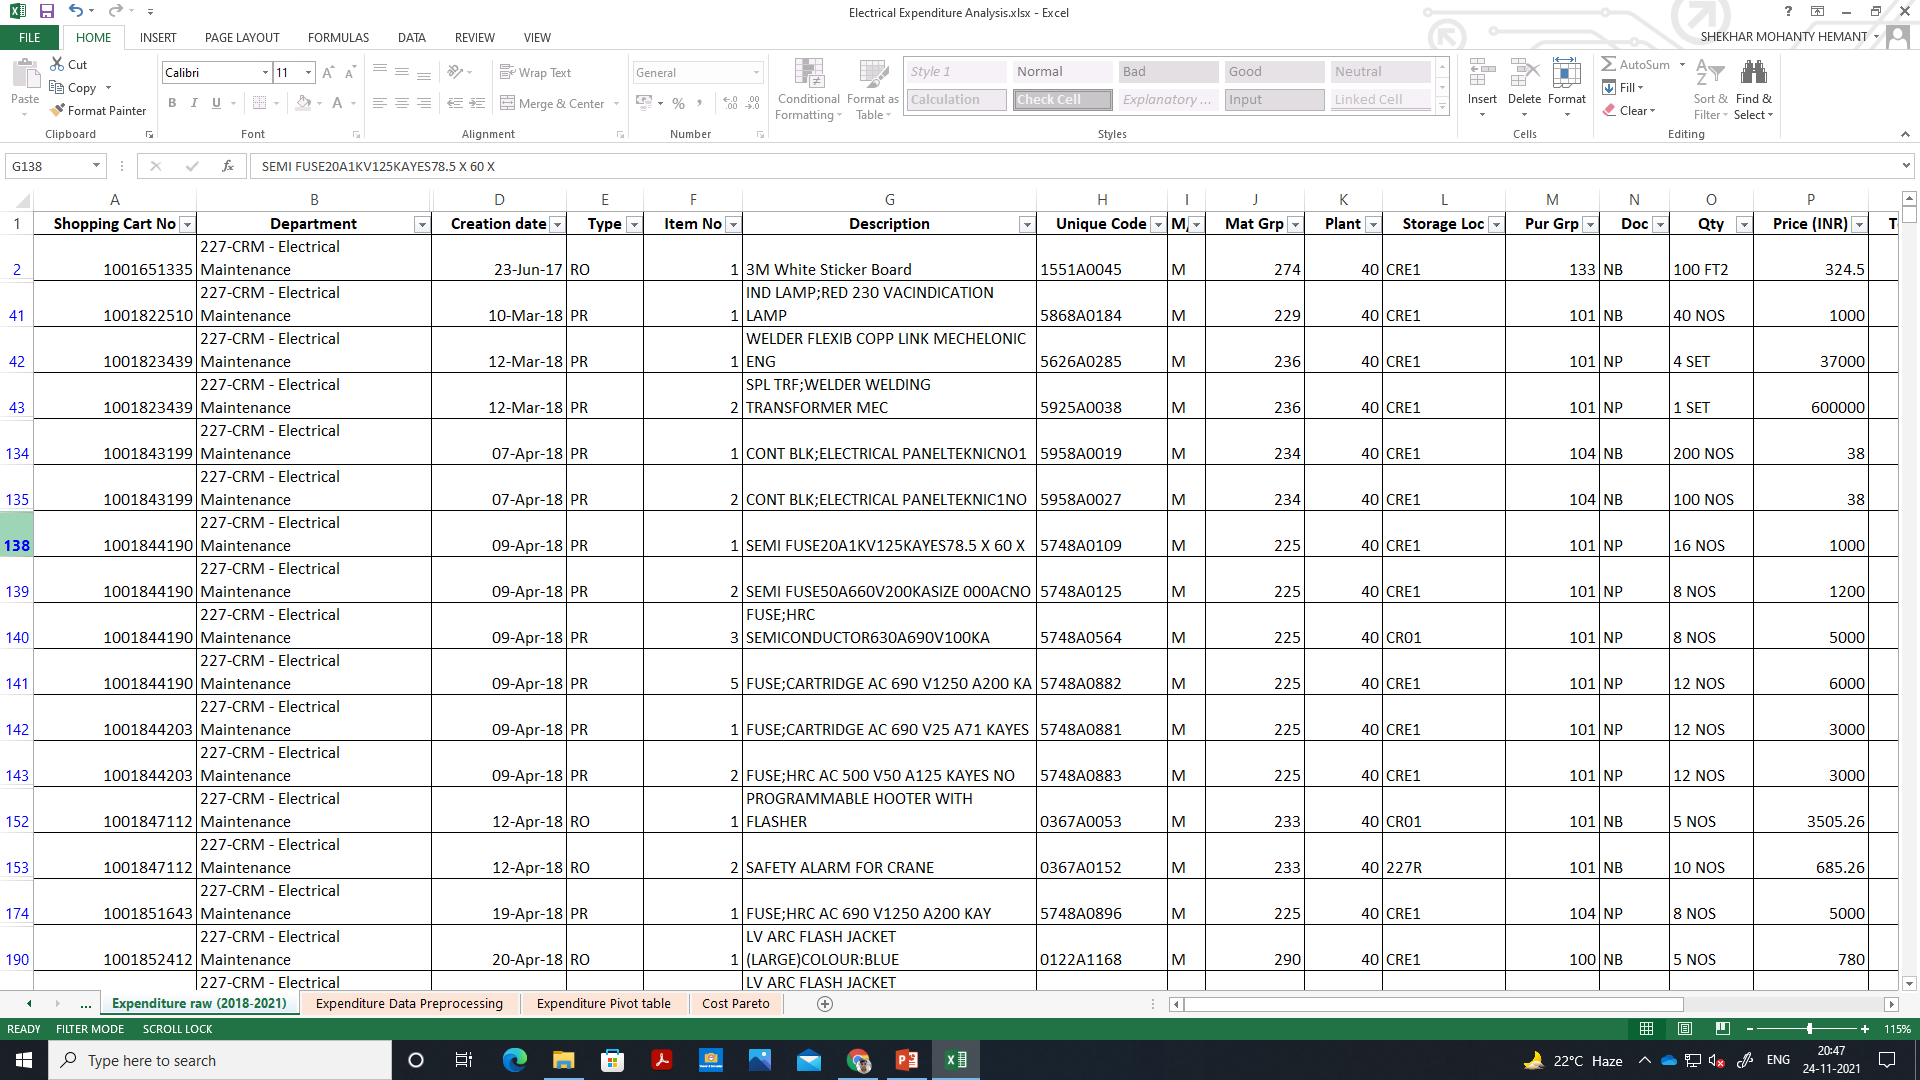 Electrical Expenditure Analysis.xlsx - Excel
FILE HOME INSERT PAGE LAYOUT FORMULAS DATA REVIEW VIEW SHEKHAR MOHANTY HEMANT
Paste Cut Copy Format Painter
Calibri 11 B I U A
Wrap Text
Merge & Center
General
Conditional Formatting Format as Table
Style 1 Normal Bad Good Neutral
Calculation Check Cell Explanatory ... Input Linked Cell
Insert Delete Format
AutoSum Fill Clear
Sort & Filter Find & Select
Clipboard Font Alignment Number Styles Cells Editing
G138 fx SEMI FUSE20A1KV125KAYES78.5 X 60 X
A B D E F G H I J K L M N O P
1 Shopping Cart No Department Creation date Type Item No Description Unique Code M Mat Grp Plant Storage Loc Pur Grp Doc Qty Price (INR)
2 1001651335 227-CRM - Electrical Maintenance 23-Jun-17 RO 1 3M White Sticker Board 1551A0045 M 274 40 CRE1 133 NB 100 FT2 324.5
41 1001822510 227-CRM - Electrical Maintenance 10-Mar-18 PR 1 IND LAMP;RED 230 VACINDICATION LAMP 5868A0184 M 229 40 CRE1 101 NB 40 NOS 1000
42 1001823439 227-CRM - Electrical Maintenance 12-Mar-18 PR 1 WELDER FLEXIB COPP LINK MECHELONIC ENG 5626A0285 M 236 40 CRE1 101 NP 4 SET 37000
43 1001823439 227-CRM - Electrical Maintenance 12-Mar-18 PR 2 SPL TRF;WELDER WELDING TRANSFORMER MEC 5925A0038 M 236 40 CRE1 101 NP 1 SET 600000
134 1001843199 227-CRM - Electrical Maintenance 07-Apr-18 PR 1 CONT BLK;ELECTRICAL PANELTEKNICNO1 5958A0019 M 234 40 CRE1 104 NB 200 NOS 38
135 1001843199 227-CRM - Electrical Maintenance 07-Apr-18 PR 2 CONT BLK;ELECTRICAL PANELTEKNIC1NO 5958A0027 M 234 40 CRE1 104 NB 100 NOS 38
138 1001844190 227-CRM - Electrical Maintenance 09-Apr-18 PR 1 SEMI FUSE20A1KV125KAYES78.5 X 60 X 5748A0109 M 225 40 CRE1 101 NP 16 NOS 1000
139 1001844190 227-CRM - Electrical Maintenance 09-Apr-18 PR 2 SEMI FUSE50A660V200KASIZE 000ACNO 5748A0125 M 225 40 CRE1 101 NP 8 NOS 1200
140 1001844190 227-CRM - Electrical Maintenance 09-Apr-18 PR 3 FUSE;HRC SEMICONDUCTOR630A690V100KA 5748A0564 M 225 40 CR01 101 NP 8 NOS 5000
141 1001844190 227-CRM - Electrical Maintenance 09-Apr-18 PR 5 FUSE;CARTRIDGE AC 690 V1250 A200 KA 5748A0882 M 225 40 CRE1 101 NP 12 NOS 6000
142 1001844203 227-CRM - Electrical Maintenance 09-Apr-18 PR 1 FUSE;CARTRIDGE AC 690 V25 A71 KAYES 5748A0881 M 225 40 CRE1 101 NP 12 NOS 3000
143 1001844203 227-CRM - Electrical Maintenance 09-Apr-18 PR 2 FUSE;HRC AC 500 V50 A125 KAYES NO 5748A0883 M 225 40 CRE1 101 NP 12 NOS 3000
152 1001847112 227-CRM - Electrical Maintenance 12-Apr-18 RO 1 PROGRAMMABLE HOOTER WITH FLASHER 0367A0053 M 233 40 CR01 101 NB 5 NOS 3505.26
153 1001847112 227-CRM - Electrical Maintenance 12-Apr-18 RO 2 SAFETY ALARM FOR CRANE 0367A0152 M 233 40 227R 101 NB 10 NOS 685.26
174 1001851643 227-CRM - Electrical Maintenance 19-Apr-18 PR 1 FUSE;HRC AC 690 V1250 A200 KAY 5748A0896 M 225 40 CRE1 104 NP 8 NOS 5000
190 1001852412 227-CRM - Electrical Maintenance 20-Apr-18 RO 1 LV ARC FLASH JACKET (LARGE)COLOUR:BLUE 0122A1168 M 290 40 CRE1 100 NB 5 NOS 780
227-CRM - Electrical LV ARC FLASH JACKET
... Expenditure raw (2018-2021) Expenditure Data Preprocessing Expenditure Pivot table Cost Pareto
READY FILTER MODE SCROLL LOCK 115%
Type here to search 22°C Haze ENG 20:47
24-11-2021